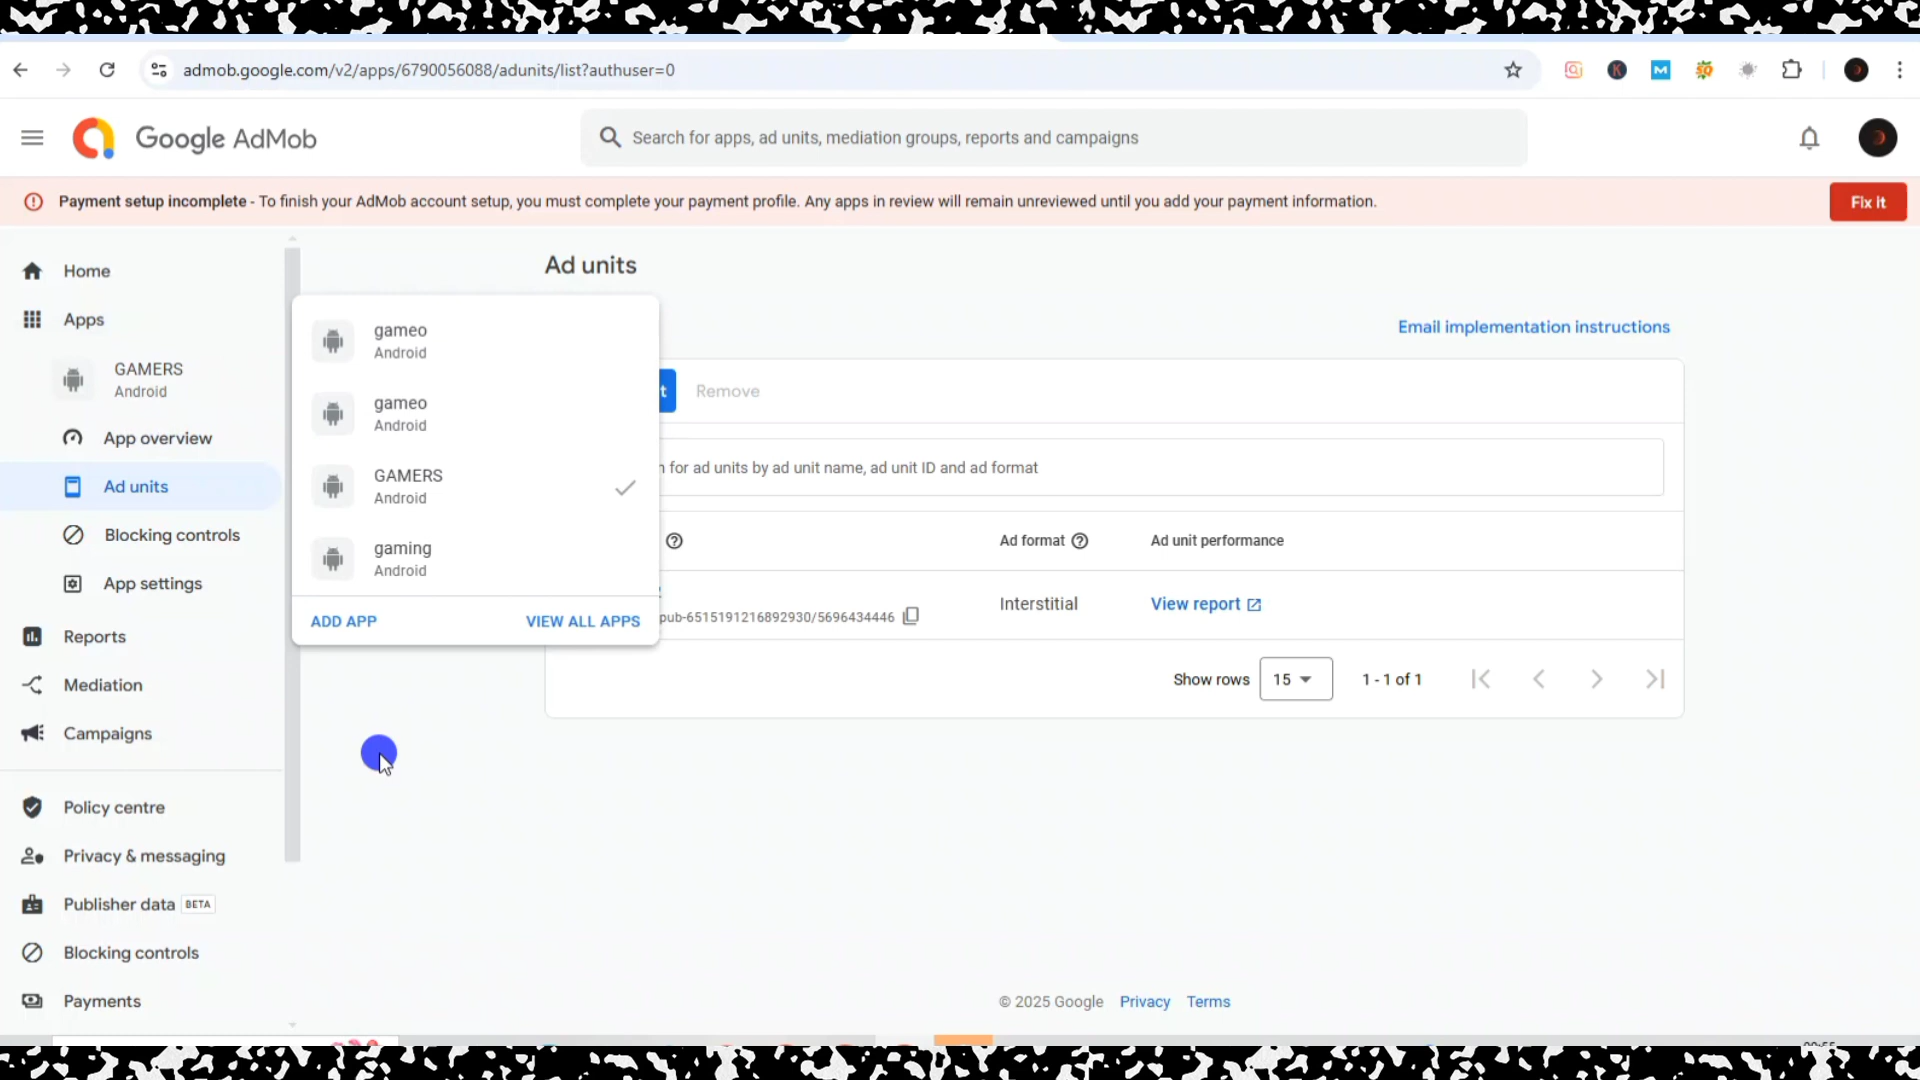 admob.google.com/v2/apps/6790056088/adunits/list?authuser=0
Google AdMob
Search for apps, ad units, mediation groups, reports and campaigns
Payment setup incomplete - To finish your AdMob account setup, you must complete your payment profile. Any apps in review will remain unreviewed until you add your payment information.
Fix it
Home
Apps
GAMERS
Android
App overview
Ad units
Blocking controls
App settings
Reports
Mediation
Campaigns
Policy centre
Privacy & messaging
Publisher data BETA
Blocking controls
Payments
gameo
Android
gameo
Android
GAMERS
Android
gaming
Android
ADD APP
VIEW ALL APPS
Ad units
Email implementation instructions
t
Remove
for ad units by ad unit name, ad unit ID and ad format
Ad format
Ad unit performance
pub-6515191216892930/5696434446
Interstitial
View report
Show rows
15
1 - 1 of 1
© 2025 Google
Privacy
Terms